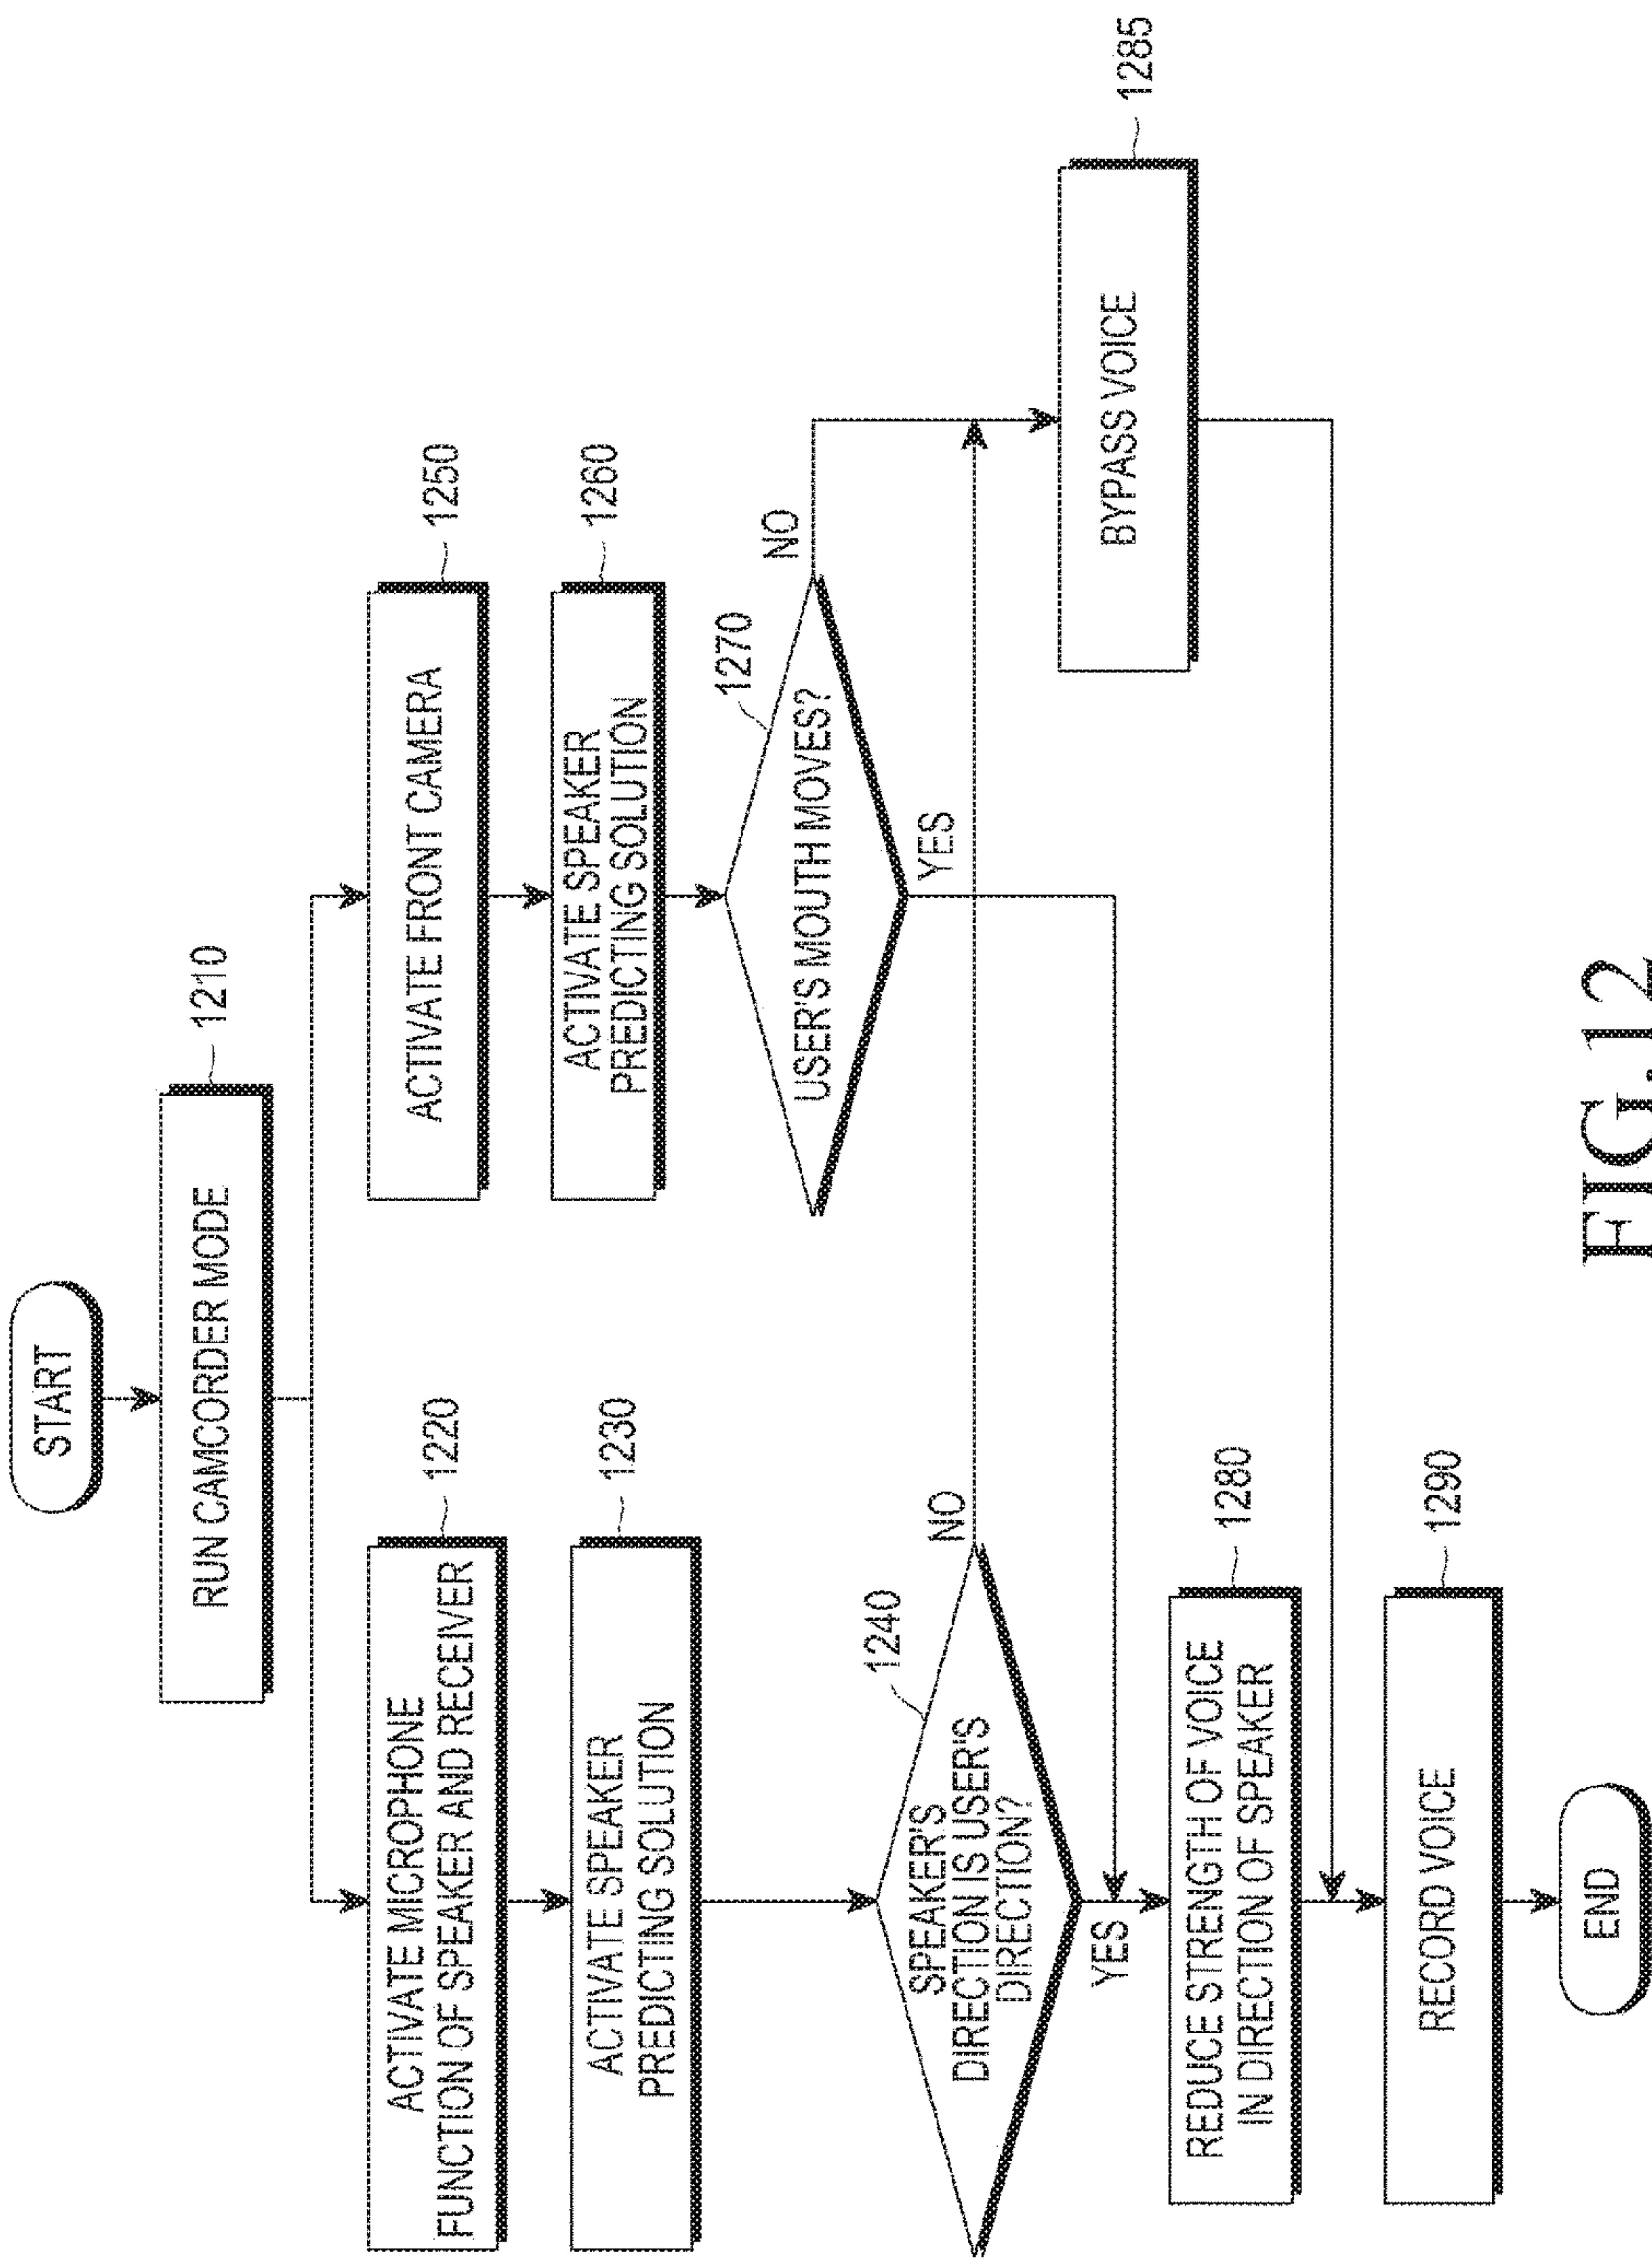 START
RUN CAMCORDER MODE
1210
ACTIVATE MICROPHONE
FUNCTION OF SPEAKER AND RECEIVER
1220
ACTIVATE SPEAKER
PREDICTING SOLUTION
1230
SPEAKER'S
DIRECTION IS USER'S
DIRECTION?
1240
NO
YES
ACTIVATE FRONT CAMERA
1250
ACTIVATE SPEAKER
PREDICTING SOLUTION
1260
USER'S MOUTH MOVES?
1270
NO
YES
REDUCE STRENGTH OF VOICE
IN DIRECTION OF SPEAKER
1280
BYPASS VOICE
1285
RECORD VOICE
1290
END
FIG.12